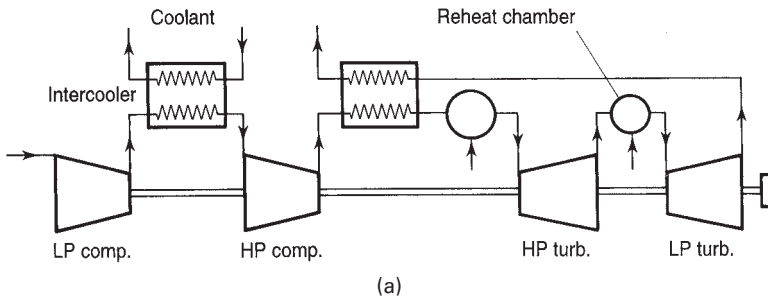 Coolant
Reheat chamber
Intercooler
LP comp.
HP comp.
HP turb.
LP turb.
(a)